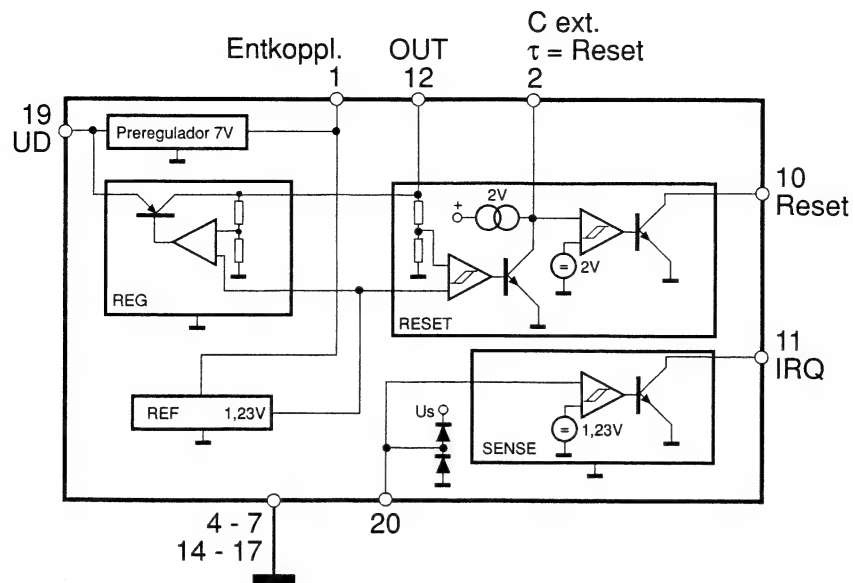 C ext.
Entkoppl.
OUT
τ = Reset
1
12
2
19
UD
Preregulador 7V
10
Reset
2V
+
= 2V
REG
RESET
11
IRQ
REF 1,23V
Us
= 1,23V
SENSE
4 - 7
14 - 17
20